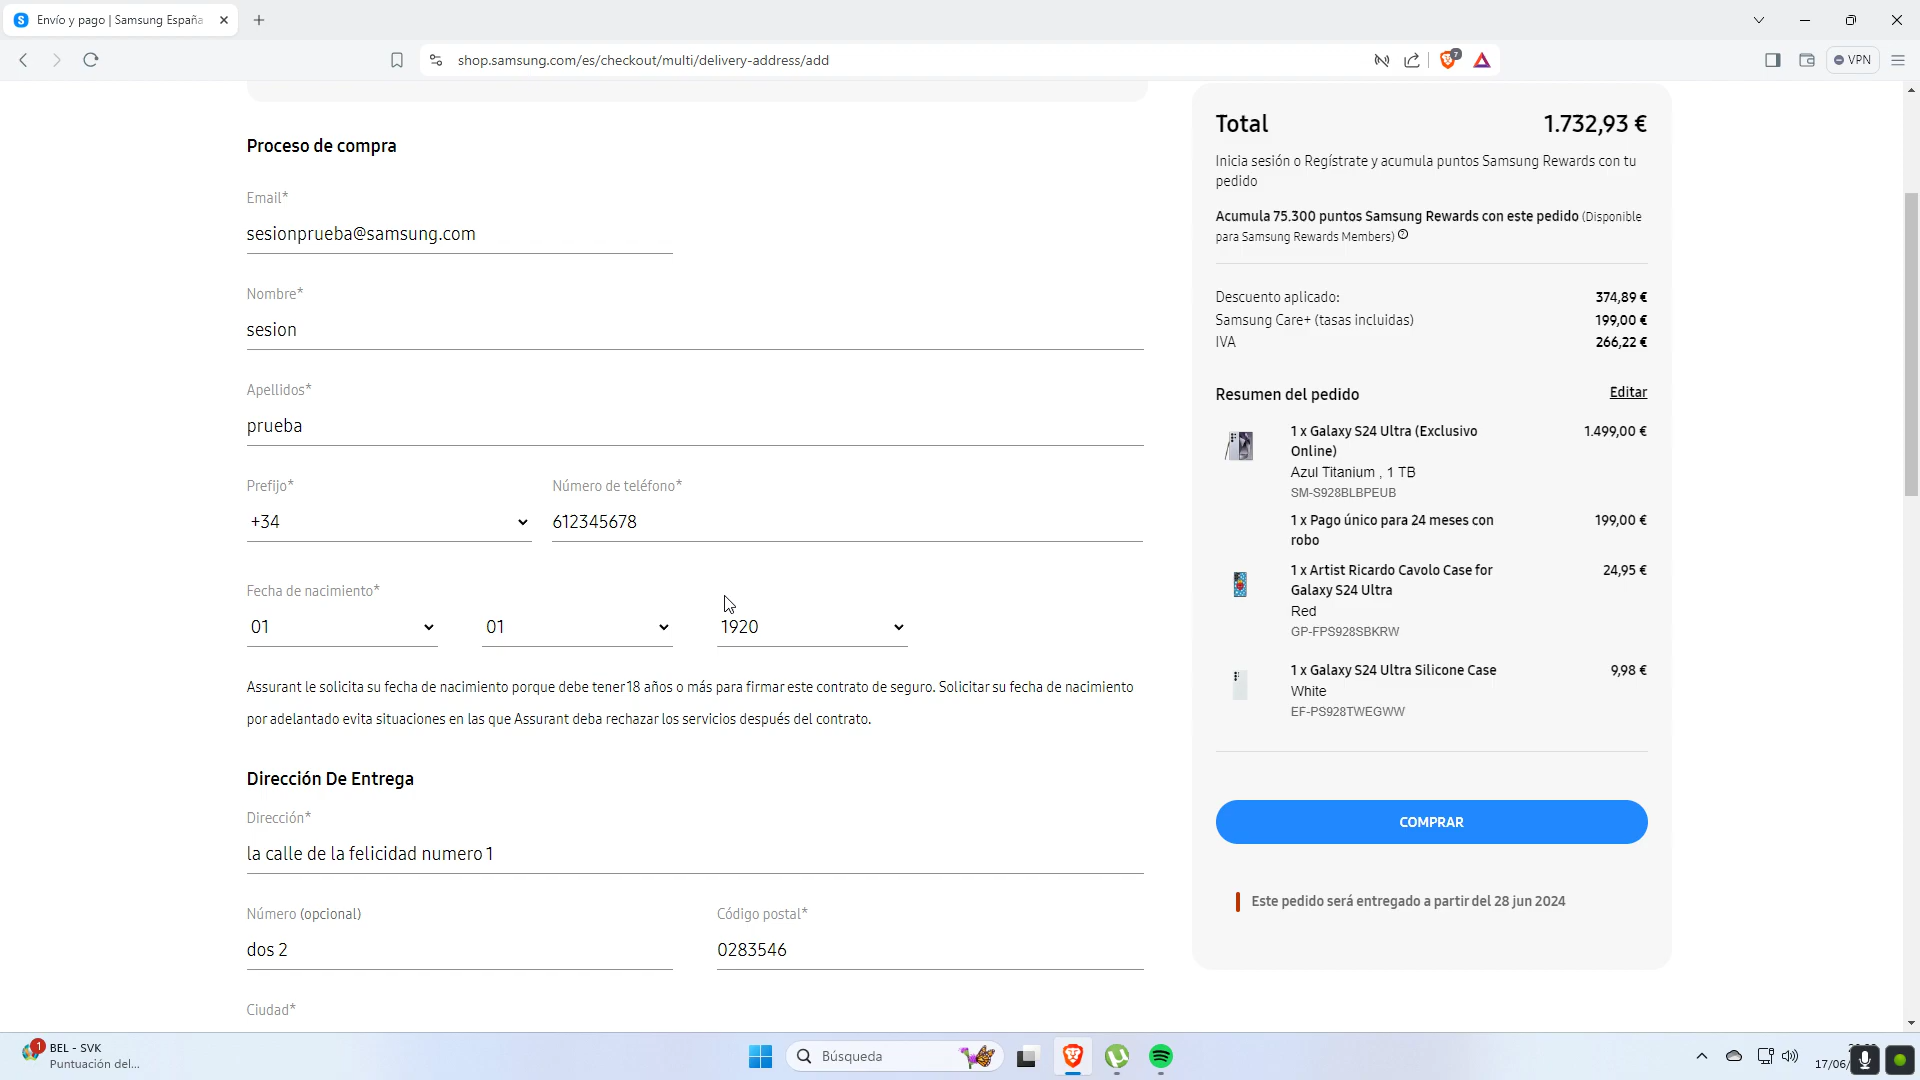 Envío y pago | Samsung España
shop.samsung.com/es/checkout/multi/delivery-address/add
7
VPN
Proceso de compra
Email*
sesionprueba@samsung.com
Nombre*
sesion
Apellidos*
prueba
Prefijo*
Número de teléfono*
+34
612345678
Fecha de nacimiento*
01
01
1920
Assurant le solicita su fecha de nacimiento porque debe tener 18 años o más para firmar este contrato de seguro. Solicitar su fecha de nacimiento
por adelantado evita situaciones en las que Assurant deba rechazar los servicios después del contrato.
Dirección De Entrega
Dirección*
la calle de la felicidad numero 1
Número (opcional)
Código postal*
dos 2
0283546
Ciudad*
Total
1.732,93 €
Inicia sesión o Regístrate y acumula puntos Samsung Rewards con tu
pedido
Acumula 75.300 puntos Samsung Rewards con este pedido (Disponible
para Samsung Rewards Members)
Descuento aplicado:
374,89 €
Samsung Care+ (tasas incluidas)
199,00 €
IVA
266,22 €
Resumen del pedido
Editar
1 x Galaxy S24 Ultra (Exclusivo
Online)
1.499,00 €
Azul Titanium , 1 TB
SM-S928BLBPEUB
1 x Pago único para 24 meses con
robo
199,00 €
1 x Artist Ricardo Cavolo Case for
Galaxy S24 Ultra
24,95 €
Red
GP-FPS928SBKRW
1 x Galaxy S24 Ultra Silicone Case
9,98 €
White
EF-PS928TWEGWW
COMPRAR
Este pedido será entregado a partir del 28 jun 2024
1
BEL - SVK
Puntuación del...
Búsqueda
17/06/